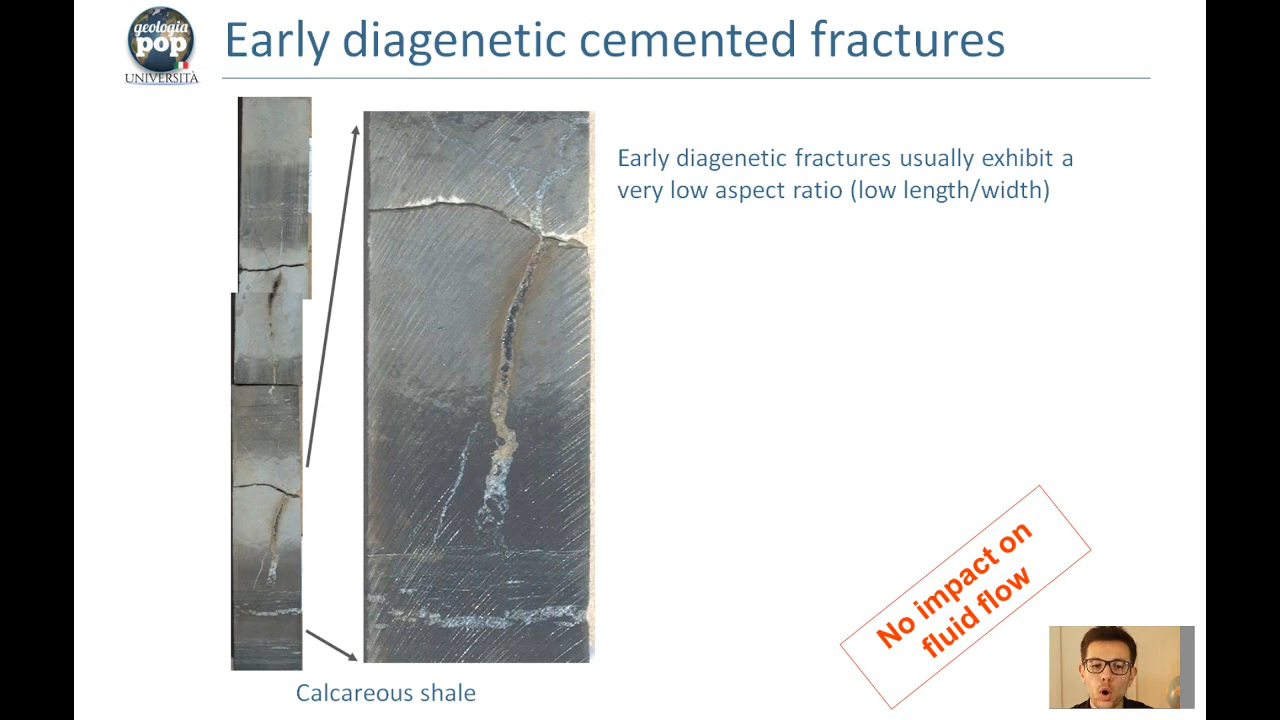 geologia
pop
UNIVERSITÀ
Early diagenetic cemented fractures
Early diagenetic fractures usually exhibit a
very low aspect ratio (low length/width)
No impact on
fluid flow
Calcareous shale